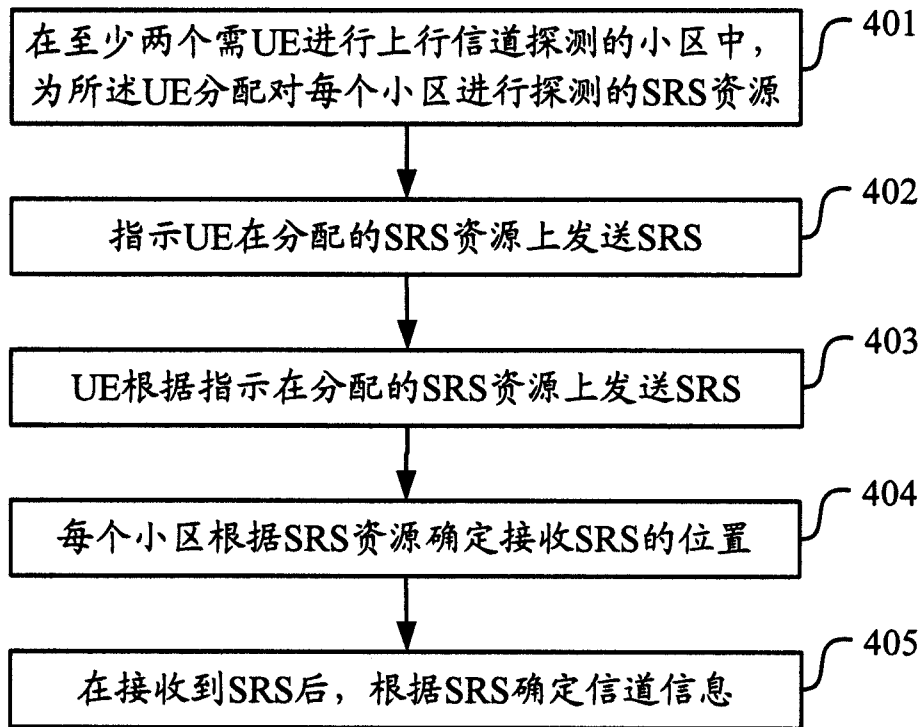 在至少两个需UE进行上行信道探测的小区中，
为所述UE分配对每个小区进行探测的SRS资源
401
指示UE在分配的SRS资源上发送SRS
402
UE根据指示在分配的SRS资源上发送SRS
403
每个小区根据SRS资源确定接收SRS的位置
404
在接收到SRS后，根据SRS确定信道信息
405